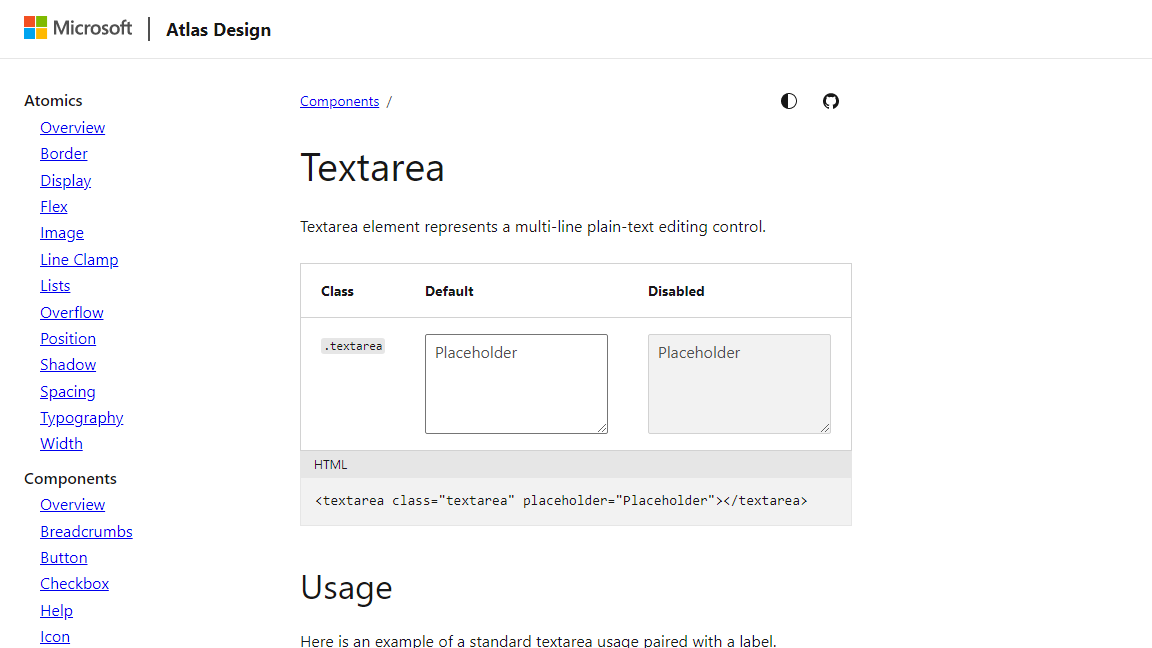 Microsoft | Atlas Design
Atomics
Overview
Border
Display
Flex
Image
Line Clamp
Lists
Overflow
Position
Shadow
Spacing
Typography
Width
Components
Overview
Breadcrumbs
Button
Checkbox
Help
Icon
Components /
Textarea
Textarea element represents a multi-line plain-text editing control.
Class Default Disabled
.textarea Placeholder Placeholder
HTML
<textarea class="textarea" placeholder="Placeholder"></textarea>
Usage
Here is an example of a standard textarea usage paired with a label.